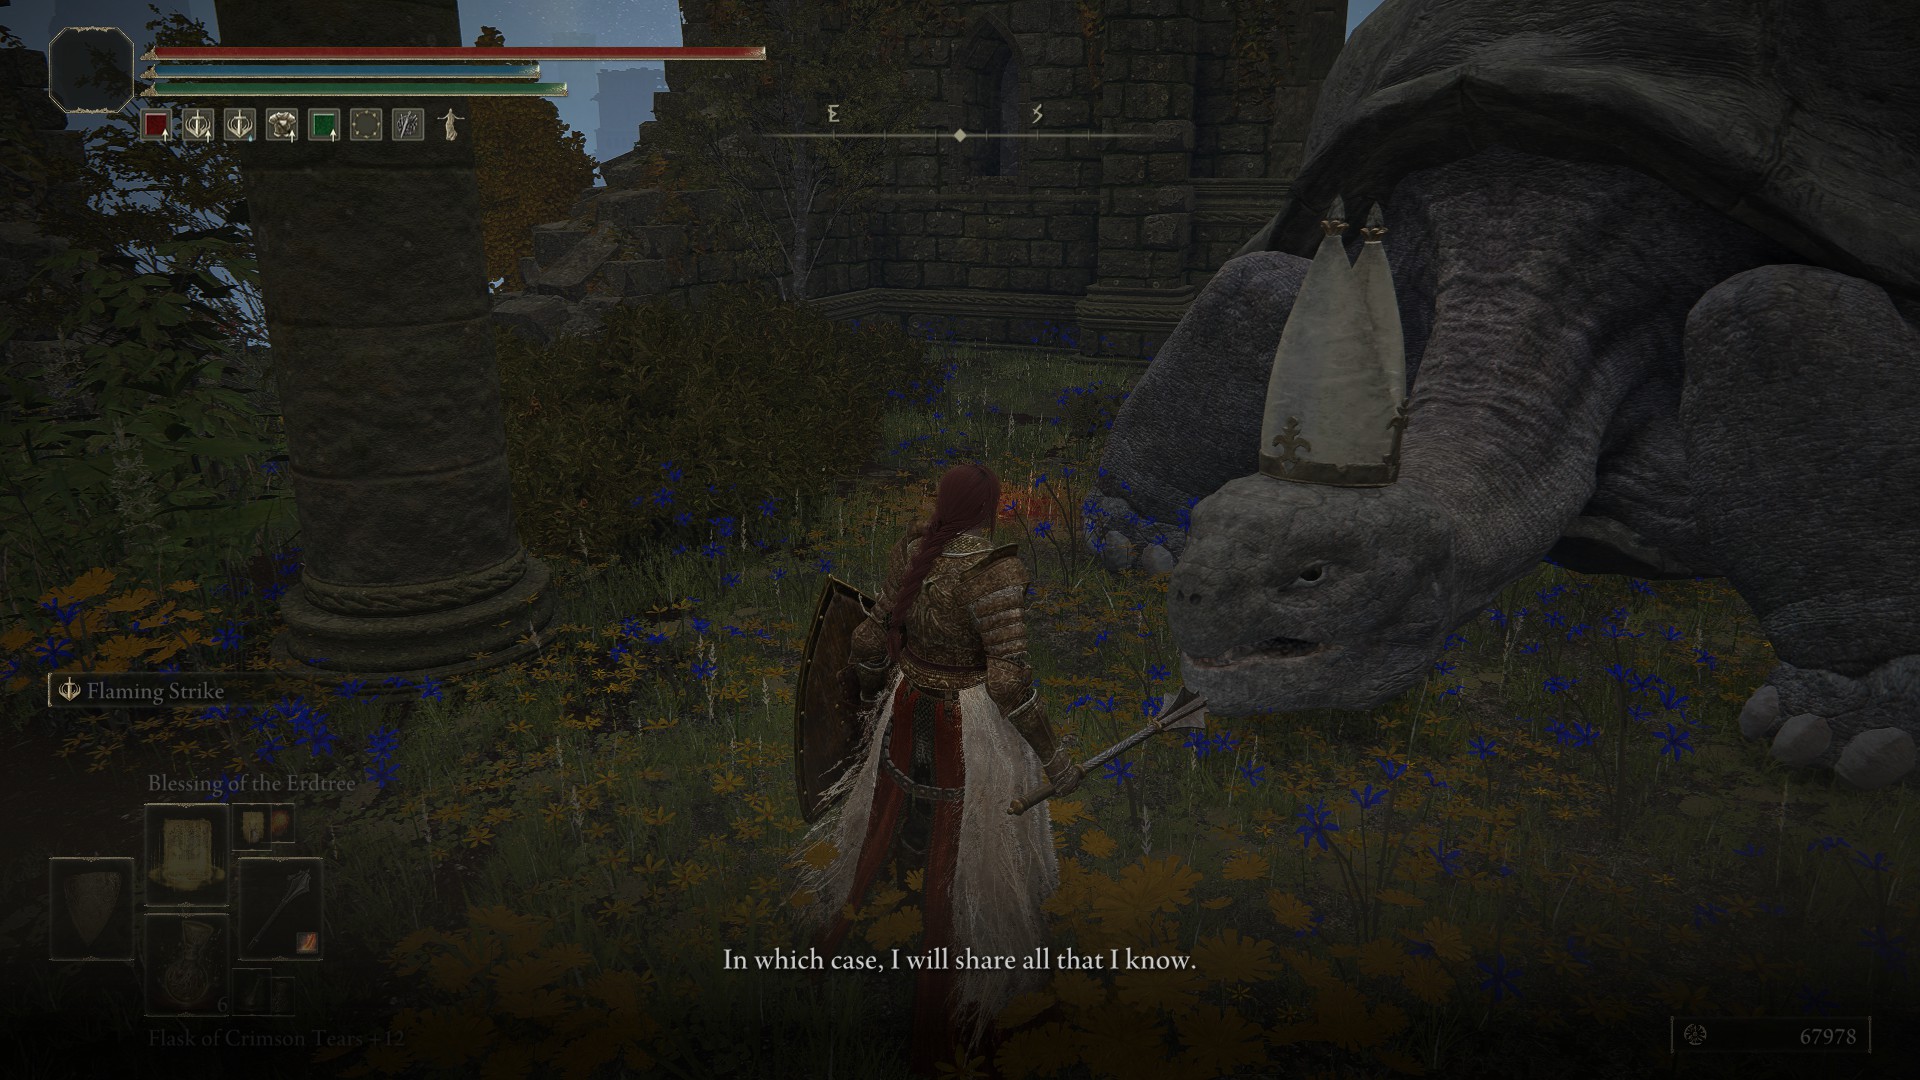 E S
Flaming Strike
Blessing of the Erdtree
6
Flask of Crimson Tears +12
In which case, I will share all that I know.
67978